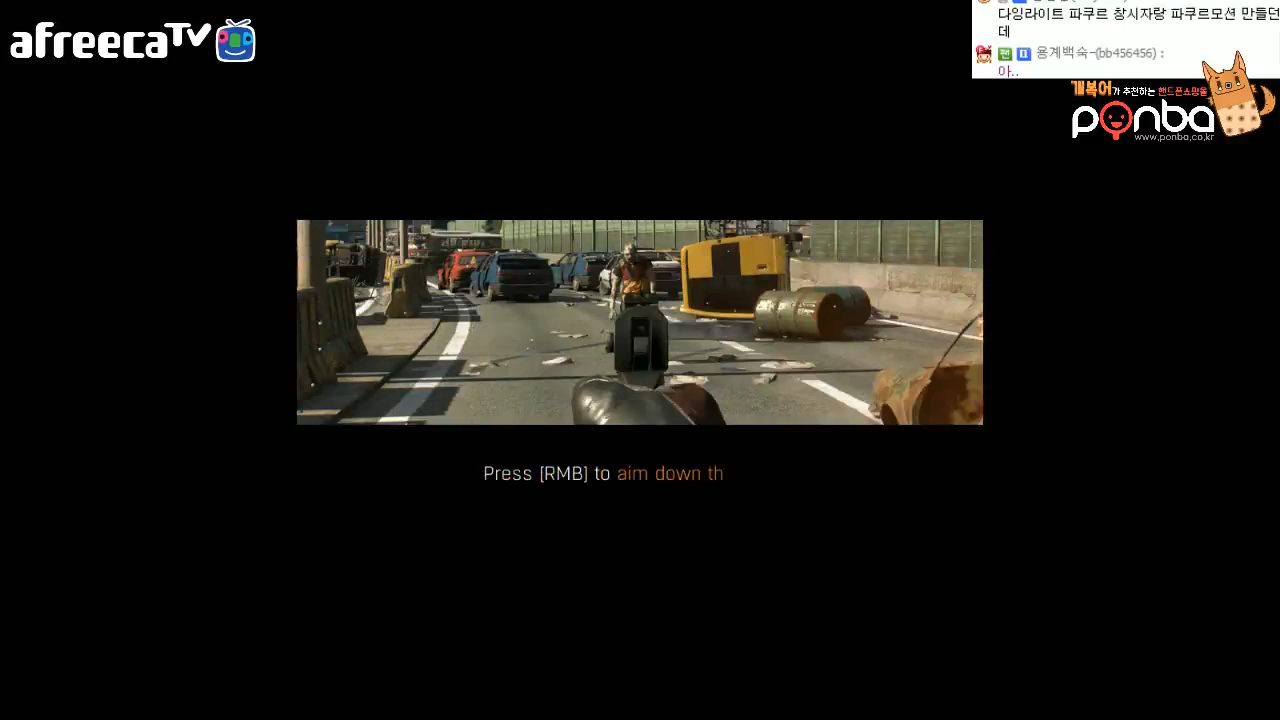 afreecaTV
다잉라이트 파쿠르 창시자랑 파쿠르모션 만들던
데
팬 용계백숙-(bb456456) :
아..
개복어가 추천하는 핸드폰쇼핑몰
ponba
www.ponba.co.kr
Press [RMB] to aim down th